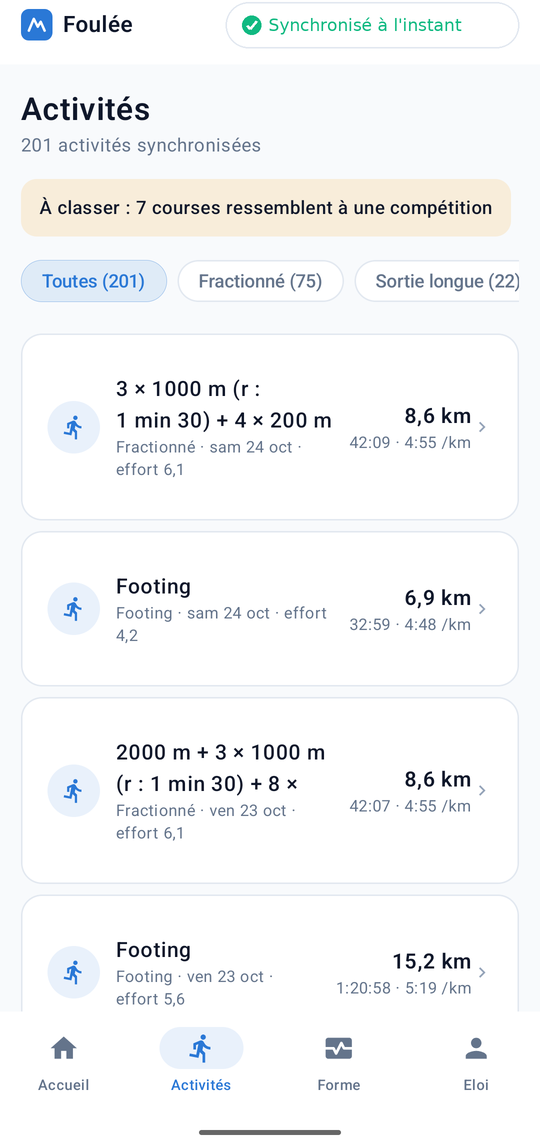 Foulée
Synchronisé à l'instant
Activités
201 activités synchronisées
À classer : 7 courses ressemblent à une compétition
Toutes (201)
Fractionné (75)
Sortie longue (22)
3 × 1000 m (r :
1 min 30) + 4 × 200 m
Fractionné · sam 24 oct ·
effort 6,1
8,6 km
42:09 · 4:55 /km
Footing
Footing · sam 24 oct · effort
4,2
6,9 km
32:59 · 4:48 /km
2000 m + 3 × 1000 m
(r : 1 min 30) + 8 ×
Fractionné · ven 23 oct ·
effort 6,1
8,6 km
42:07 · 4:55 /km
Footing
Footing · ven 23 oct ·
effort 5,6
15,2 km
1:20:58 · 5:19 /km
Accueil
Activités
Forme
Eloi